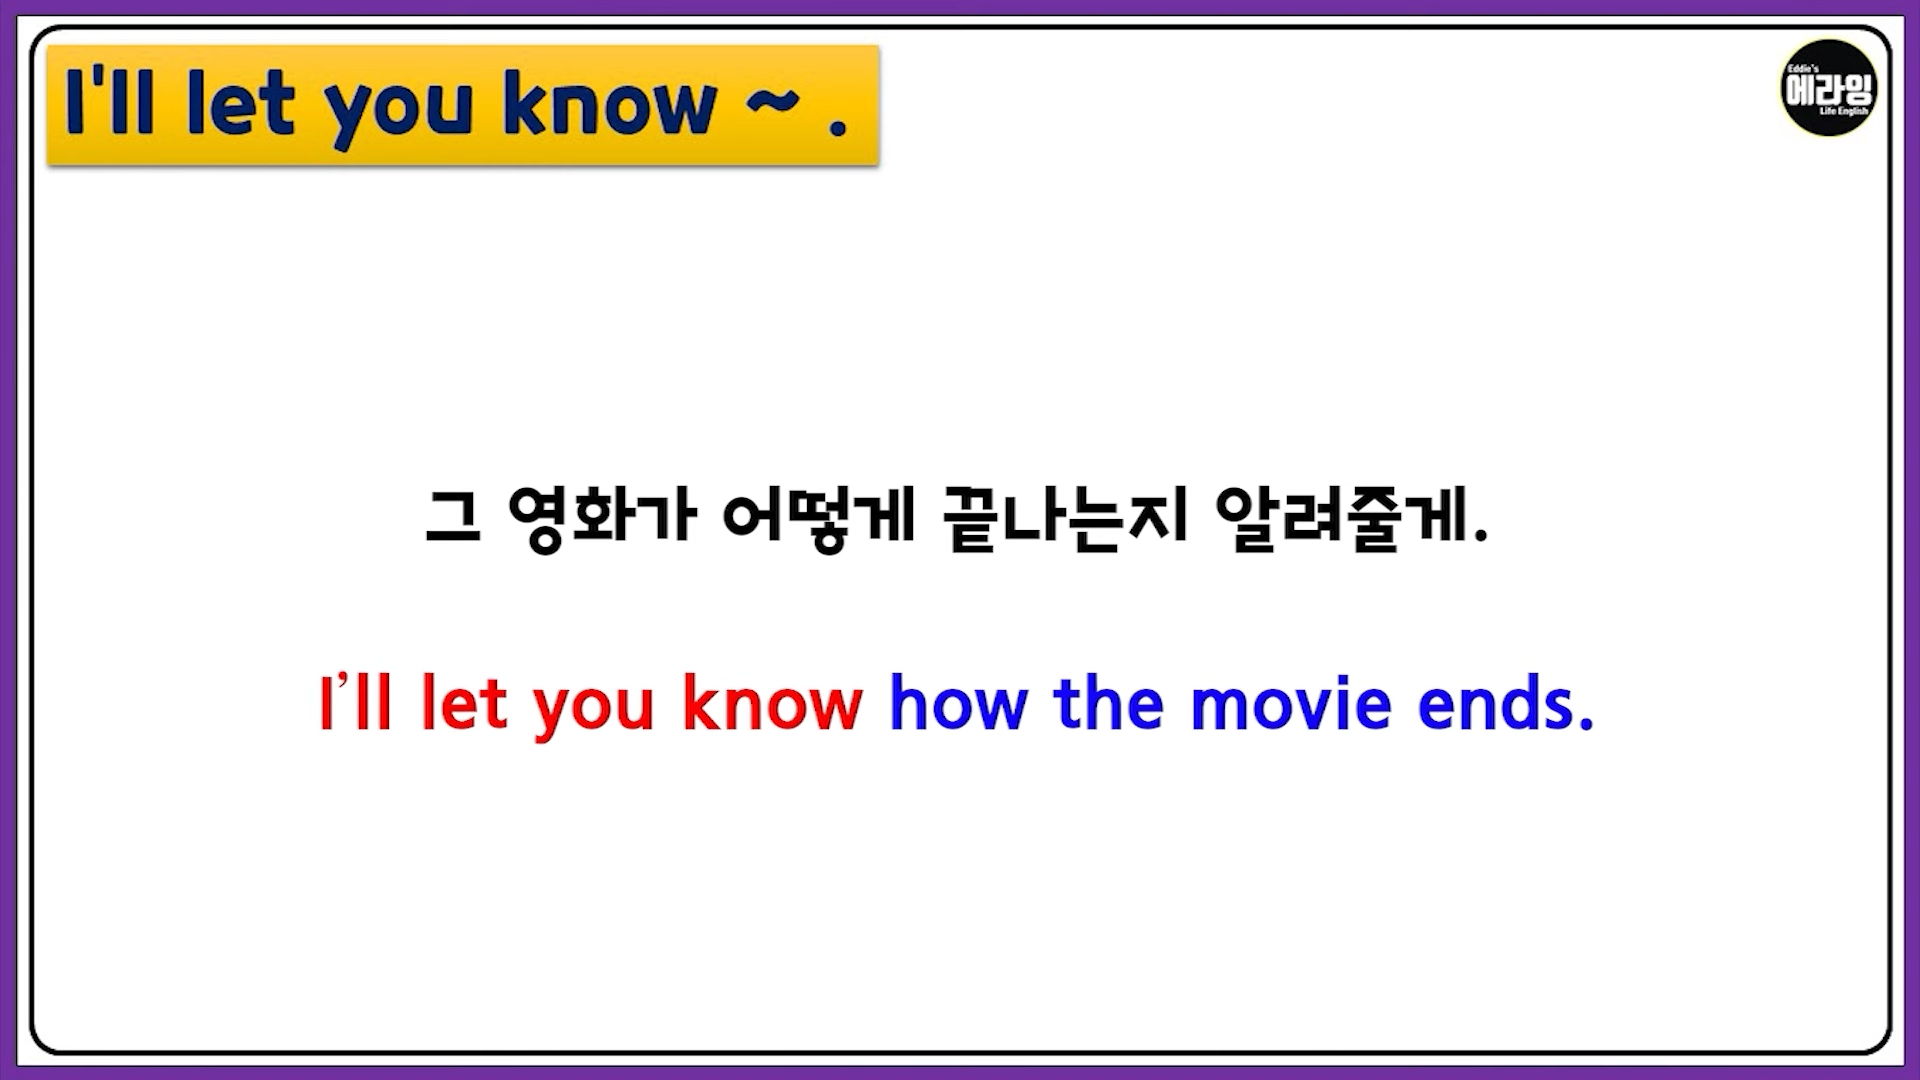 I'll let you know ~ .
Eddie's
에라잉
Life English
그 영화가 어떻게 끝나는지 알려줄게.
I’ll let you know how the movie ends.